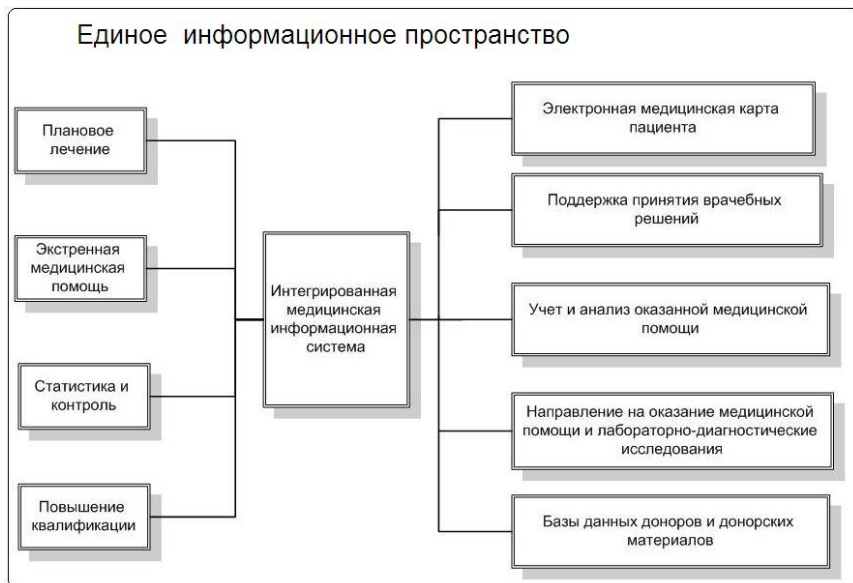 Единое информационное пространство
Плановое
лечение
Экстренная
медицинская
помощь
Статистика и
контроль
Повышение
квалификации
Интегрированная
медицинская
информационная
система
Электронная медицинская карта
пациента
Поддержка принятия врачебных
решений
Учет и анализ оказанной медицинской
помощи
Направление на оказание медицинской
помощи и лабораторно-диагностические
исследования
Базы данных доноров и донорских
материалов